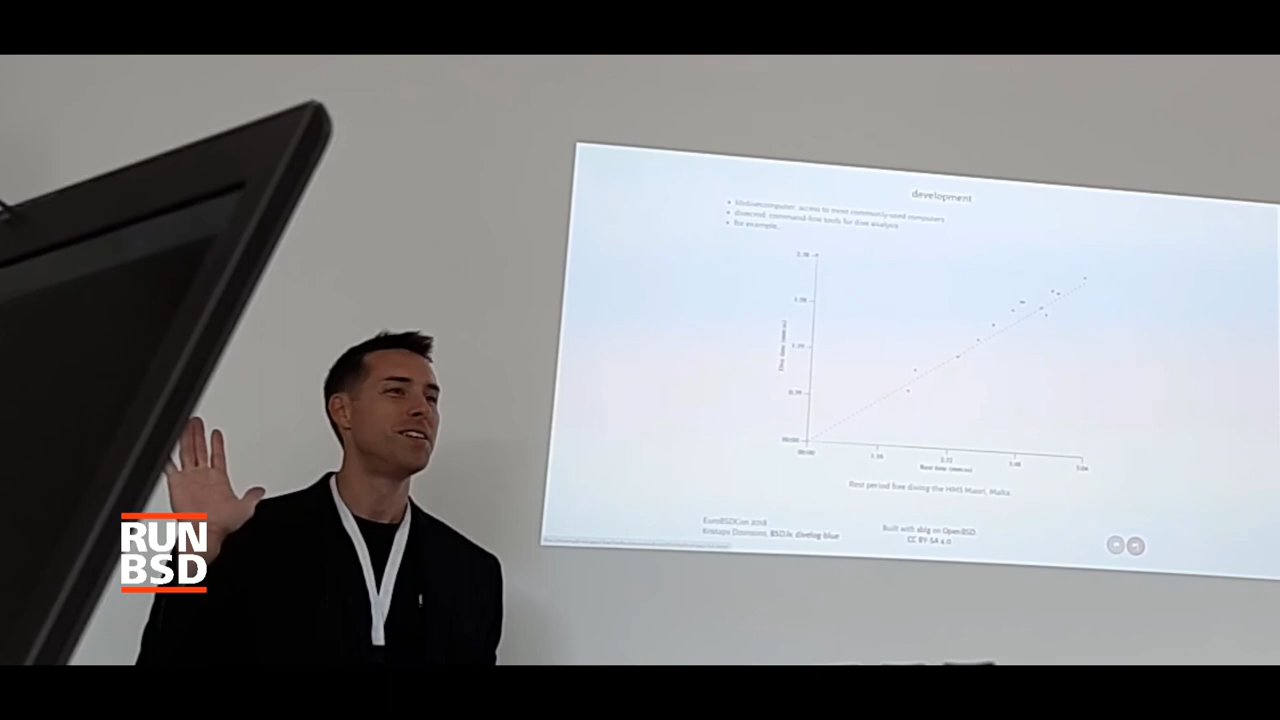 development
• libdivecomputer: access to most commonly-used computers
• divecmd: command-line tools for dive analysis
• for example...
Rest period free diving the HMS Maori, Malta.
EuroBSDCon 2018
Kristaps Dzonsons, BSD.lv, divelog.blue
Built with sblg on OpenBSD.
CC BY-SA 4.0
RUN
BSD